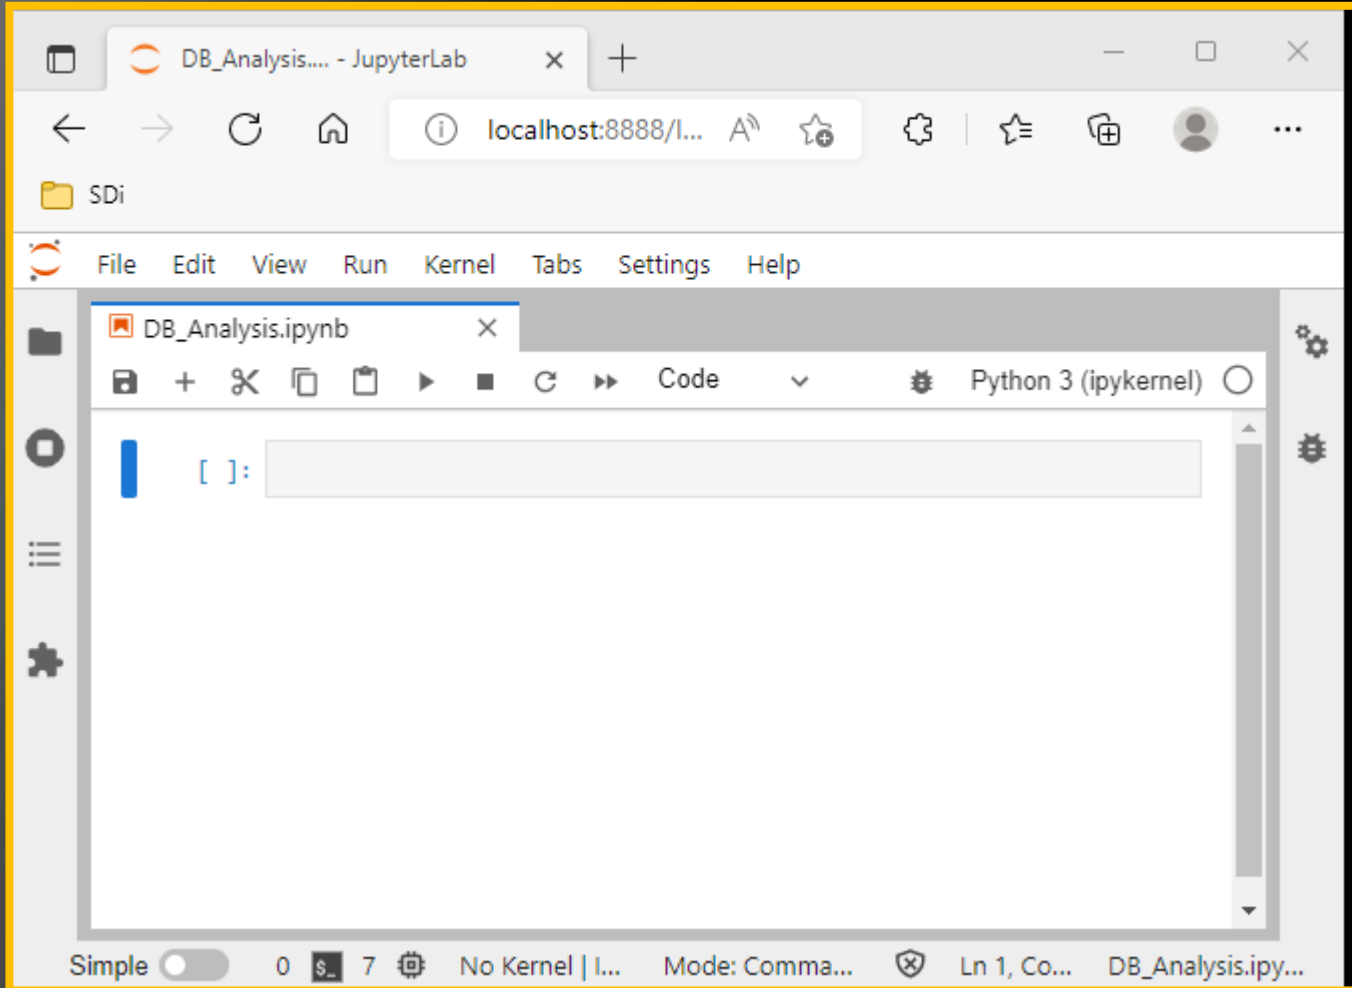 DB_Analysis.... - JupyterLab
localhost:8888/l...
SDi
File Edit View Run Kernel Tabs Settings Help
DB_Analysis.ipynb
Code Python 3 (ipykernel)
[ ]:
Simple 0 $_ 7 No Kernel | I... Mode: Comma... Ln 1, Co... DB_Analysis.ipy...